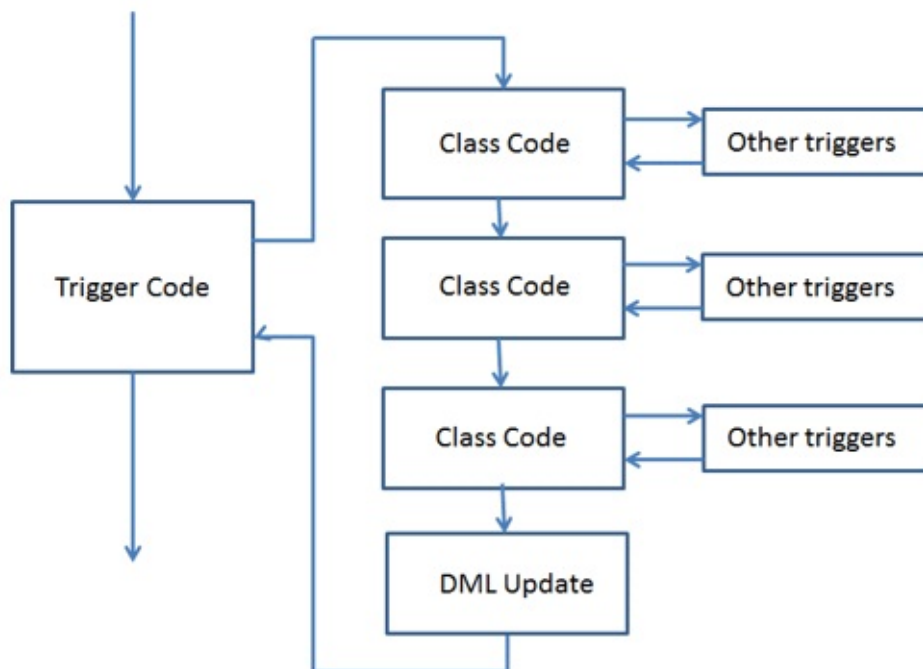 Class Code
Other triggers
Trigger Code
Class Code
Other triggers
Class Code
Other triggers
DML Update